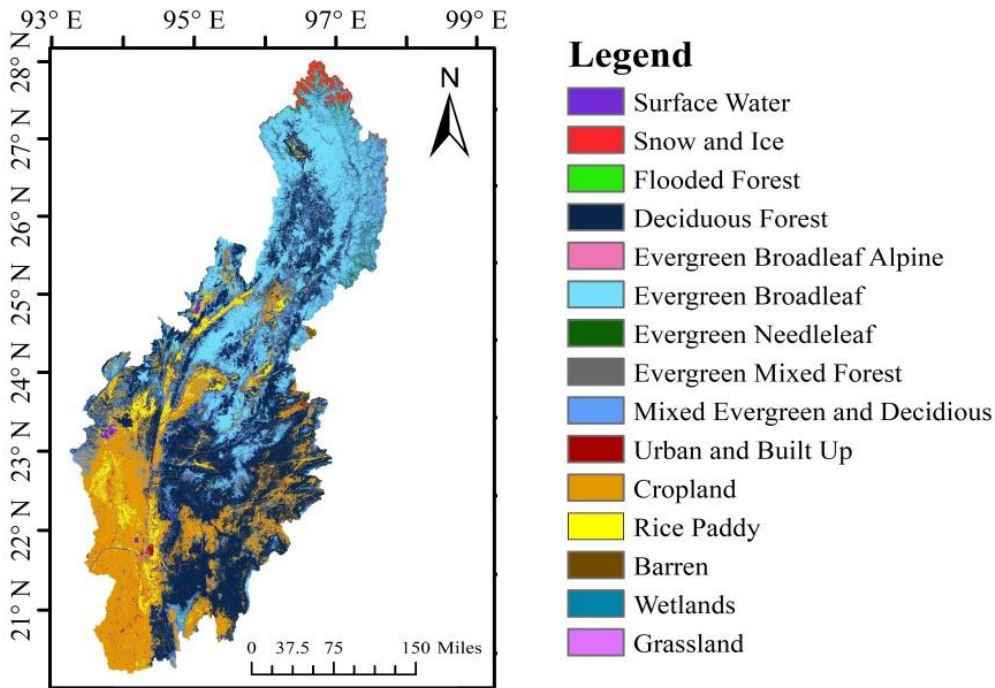 93° E 95° E 97° E 99° E
28° N
27° N
26° N
25° N
24° N
23° N
22° N
21° N
N
0 37.5 75 150 Miles
Legend
Surface Water
Snow and Ice
Flooded Forest
Deciduous Forest
Evergreen Broadleaf Alpine
Evergreen Broadleaf
Evergreen Needleleaf
Evergreen Mixed Forest
Mixed Evergreen and Decidious
Urban and Built Up
Cropland
Rice Paddy
Barren
Wetlands
Grassland